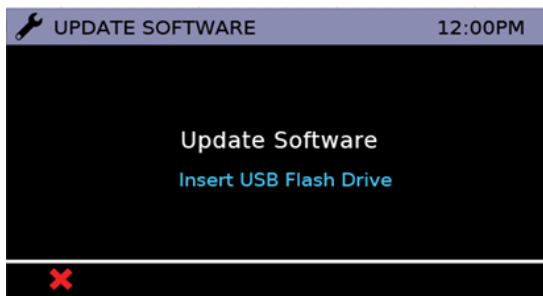 UPDATE SOFTWARE 12:00PM
Update Software
Insert USB Flash Drive